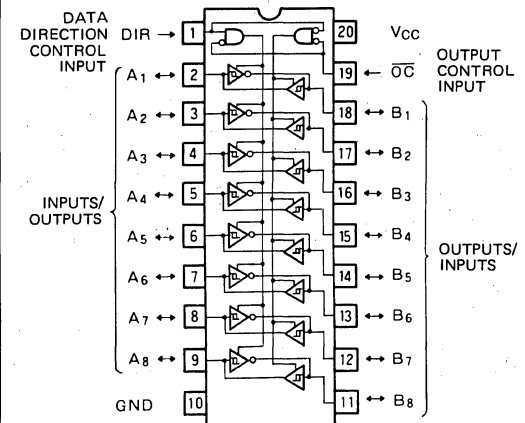 DATA
DIRECTION
CONTROL
INPUT
DIR → 1
20 VCC
A1 ↔ 2
19 ← OC
OUTPUT
CONTROL
INPUT
A2 ↔ 3
18 ↔ B1
A3 ↔ 4
17 ↔ B2
A4 ↔ 5
16 ↔ B3
INPUTS/
OUTPUTS
A5 ↔ 6
15 ↔ B4
OUTPUTS/
INPUTS
A6 ↔ 7
14 ↔ B5
A7 ↔ 8
13 ↔ B6
A8 ↔ 9
12 ↔ B7
GND 10
11 ↔ B8